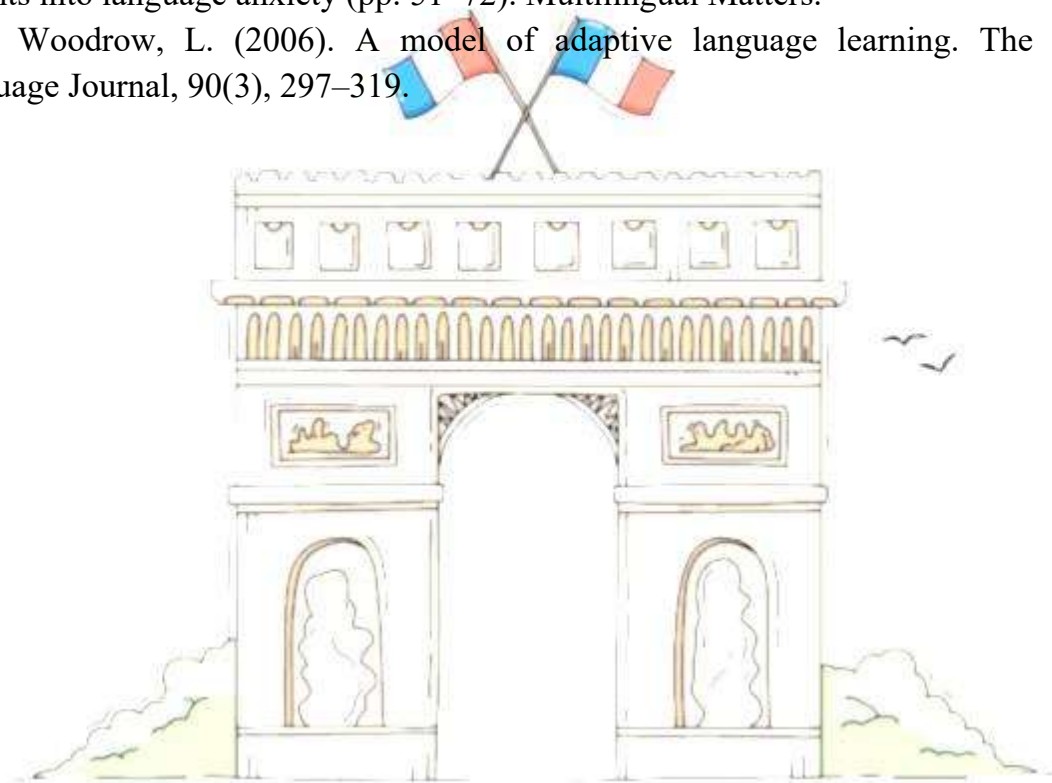 into language anxiety (pp. 51–72). Multilingual Matters.
Woodrow, L. (2006). A model of adaptive language learning. The
uage Journal, 90(3), 297–319.